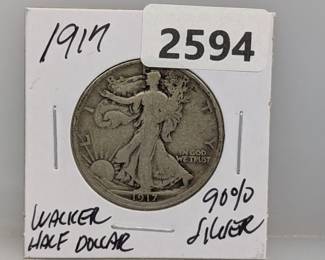 1917
2594
LIBERTY
IN GOD
WE TRUST
1917
WALKER
HALF DOLLAR
90%
SILVER